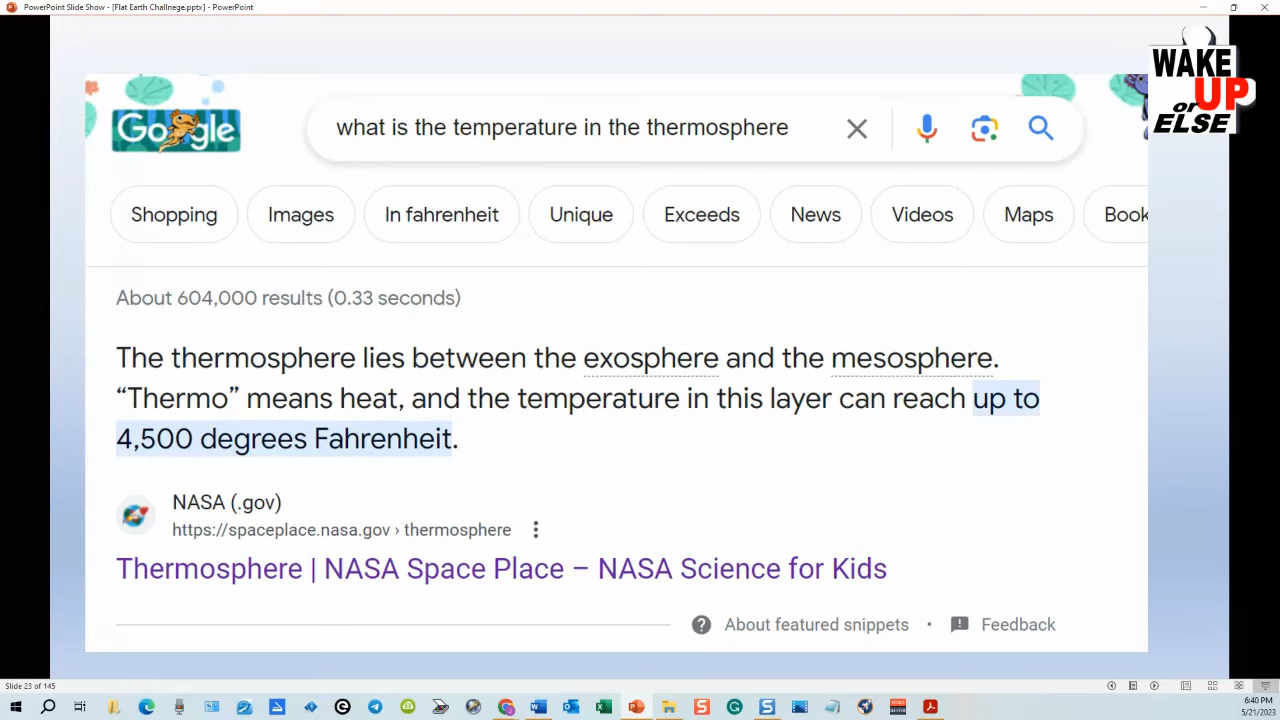 PowerPoint Slide Show - [Flat Earth Challnege.pptx] - PowerPoint
WAKE
UP
or
ELSE
Google
what is the temperature in the thermosphere
Shopping
Images
In fahrenheit
Unique
Exceeds
News
Videos
Maps
Book
About 604,000 results (0.33 seconds)
The thermosphere lies between the exosphere and the mesosphere.
“Thermo” means heat, and the temperature in this layer can reach up to
4,500 degrees Fahrenheit.
NASA (.gov)
https://spaceplace.nasa.gov › thermosphere
Thermosphere | NASA Space Place – NASA Science for Kids
About featured snippets • Feedback
Slide 23 of 145
6:40 PM
5/21/2023